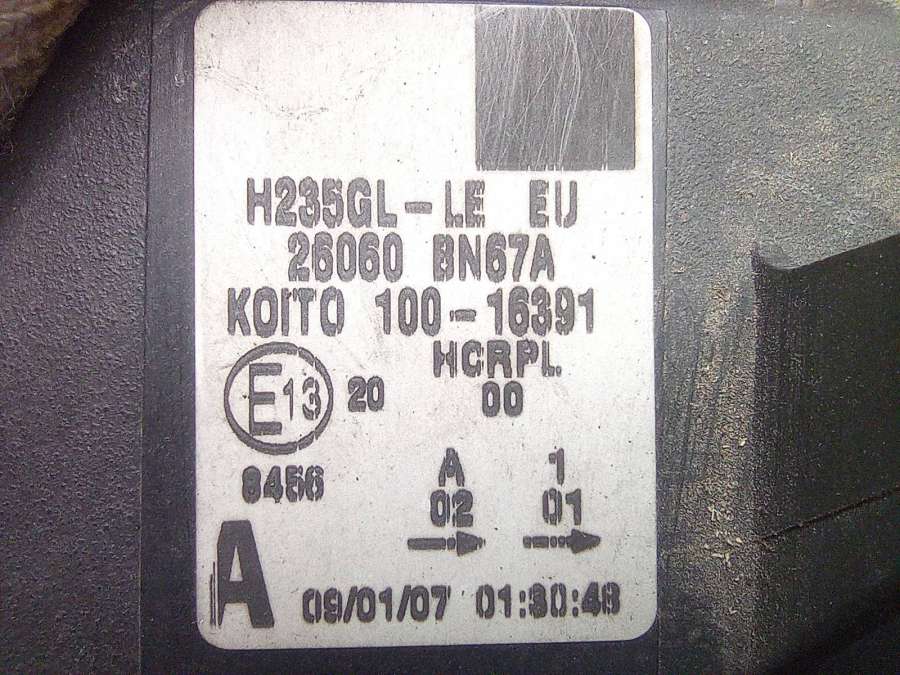 H235GL-LE EU
26060 BN67A
KOITO 100-16391
HCRPL
E13 20 00
8456
A 1
02 01
A 09/01/07 01:30:48